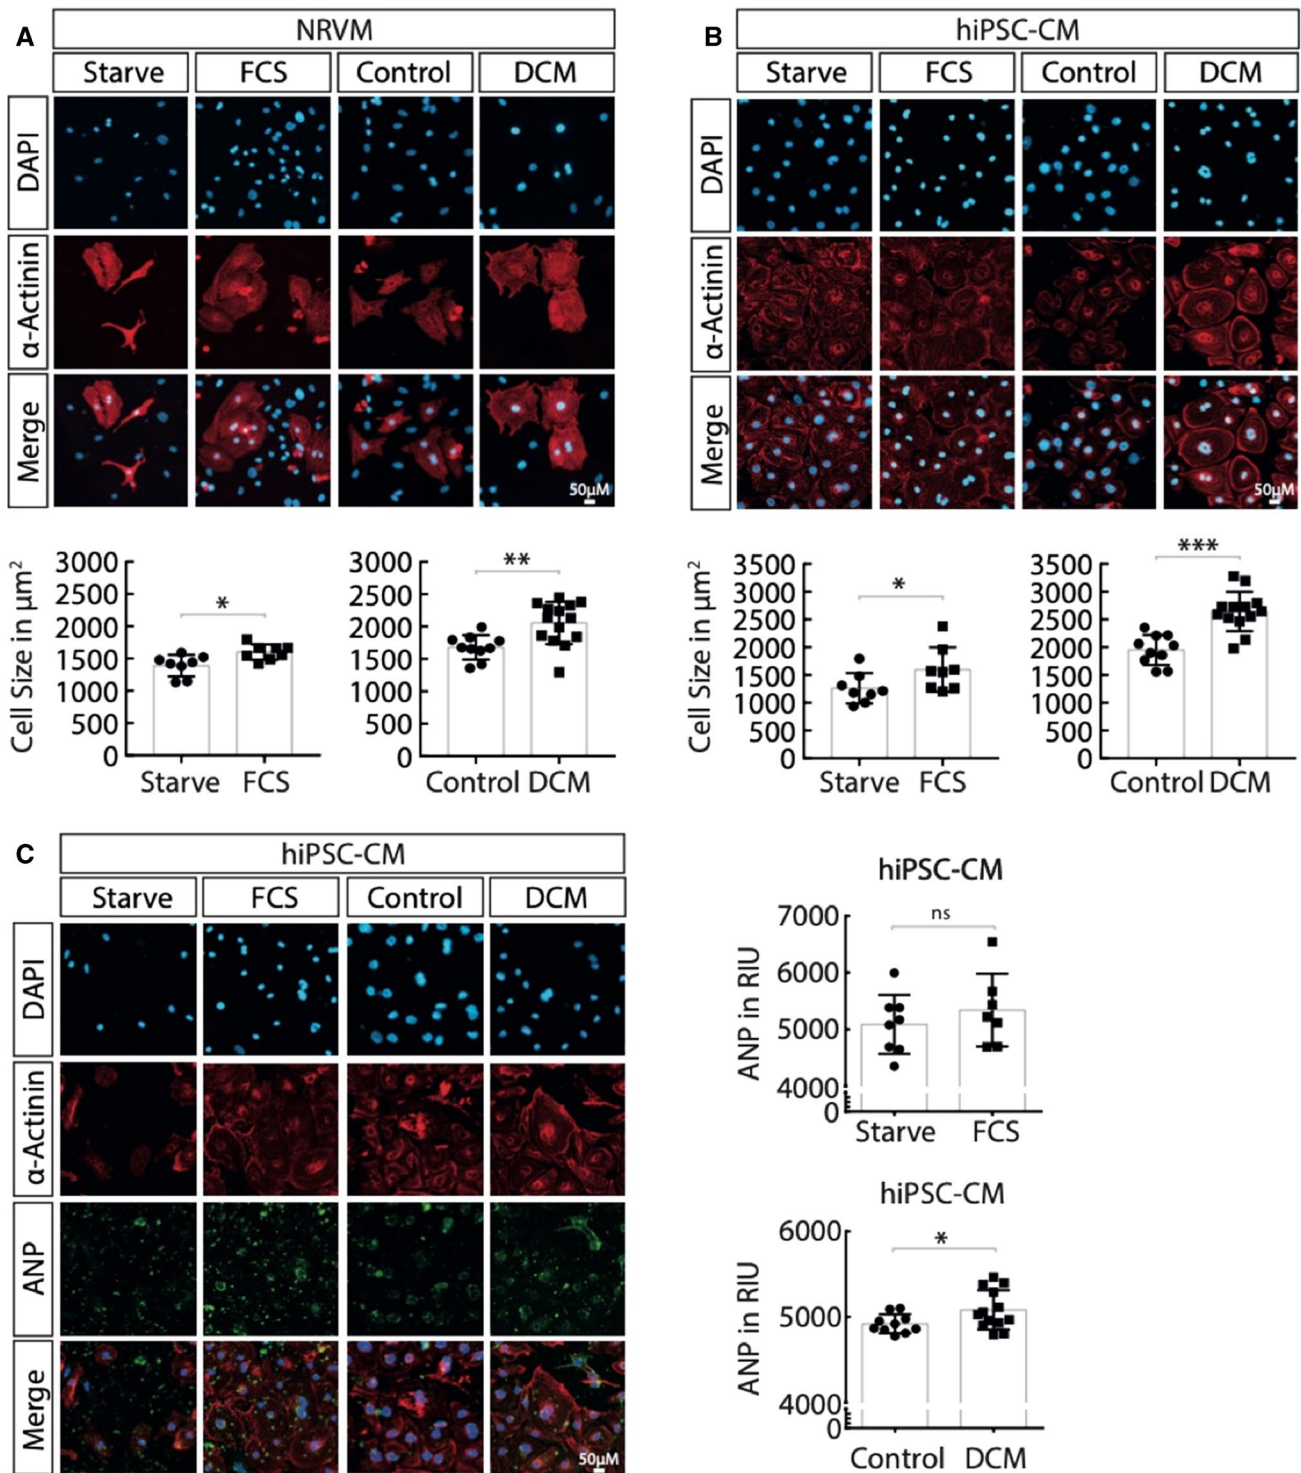 A
NRVM
Starve FCS Control DCM
DAPI
α-Actinin
Merge
50µM
Cell Size in µm²
3000
2500
2000
1500
1000
500
0
*
Starve FCS
3000
2500
2000
1500
1000
500
0
**
Control DCM
B
hiPSC-CM
Starve FCS Control DCM
DAPI
α-Actinin
Merge
50µM
Cell Size in µm²
3500
3000
2500
2000
1500
1000
500
0
*
Starve FCS
3500
3000
2500
2000
1500
1000
500
0
***
Control DCM
C
hiPSC-CM
Starve FCS Control DCM
DAPI
α-Actinin
ANP
Merge
50µM
hiPSC-CM
ANP in RIU
7000
6000
5000
4000
0
ns
Starve FCS
hiPSC-CM
ANP in RIU
6000
5000
4000
0
*
Control DCM